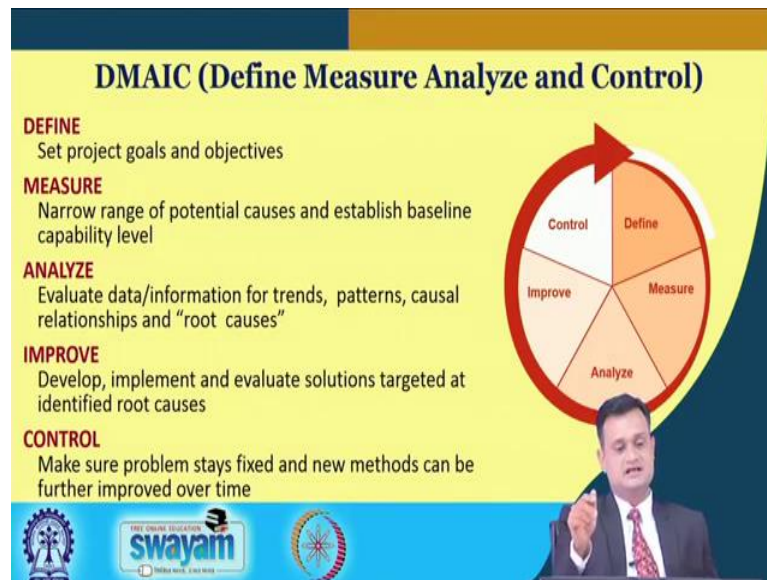 DMAIC (Define Measure Analyze and Control)
DEFINE
Set project goals and objectives
MEASURE
Narrow range of potential causes and establish baseline
capability level
ANALYZE
Evaluate data/information for trends, patterns, causal
relationships and “root causes”
IMPROVE
Develop, implement and evaluate solutions targeted at
identified root causes
CONTROL
Make sure problem stays fixed and new methods can be
further improved over time
Control
Define
Improve
Measure
Analyze
FREE ONLINE EDUCATION
swayam